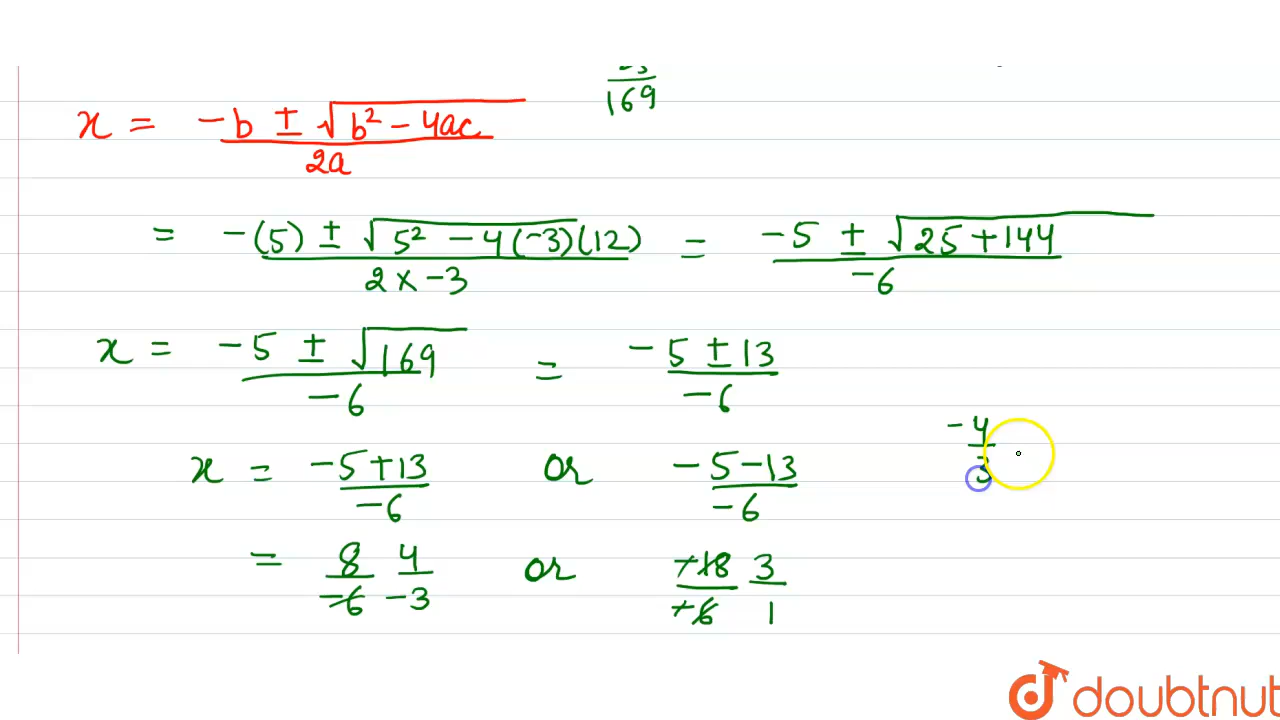 169
x = -b ± √b² - 4ac / 2a
= -(5) ± √5² - 4(-3)(12) / 2 x -3 = -5 ± √25+144 / -6
x = -5 ± √169 / -6 = -5 ± 13 / -6
-4 / 3
x = -5+13 / -6 or -5-13 / -6
= 8 / -6 4 / -3 or +18 / +6 3 / 1
doubtnut